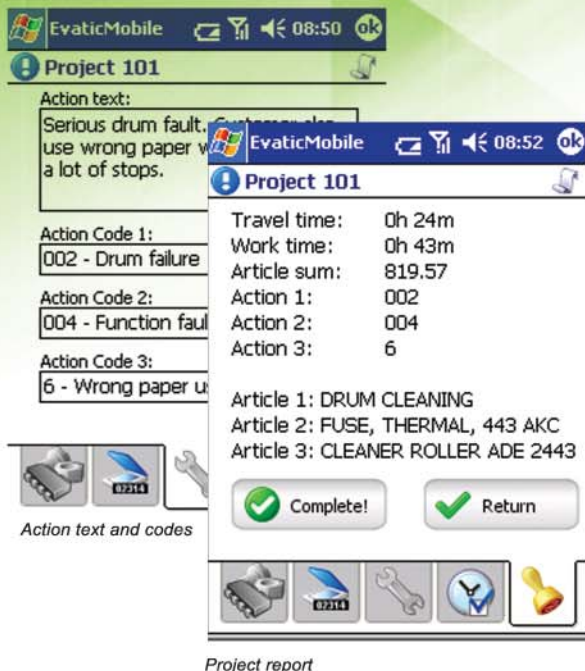 EvaticMobile 08:50 ok
Project 101
Action text:
Serious drum fault.
use wrong paper
a lot of stops.
Action Code 1:
002 - Drum failure
Action Code 2:
004 - Function
Action Code 3:
6 - Wrong paper
02314
Action text and codes
EvaticMobile 08:52 ok
Project 101
Travel time: 0h 24m
Work time: 0h 43m
Article sum: 819.57
Action 1: 002
Action 2: 004
Action 3: 6
Article 1: DRUM CLEANING
Article 2: FUSE, THERMAL, 443 AKC
Article 3: CLEANER ROLLER ADE 2443
Complete! Return
02314
Project report